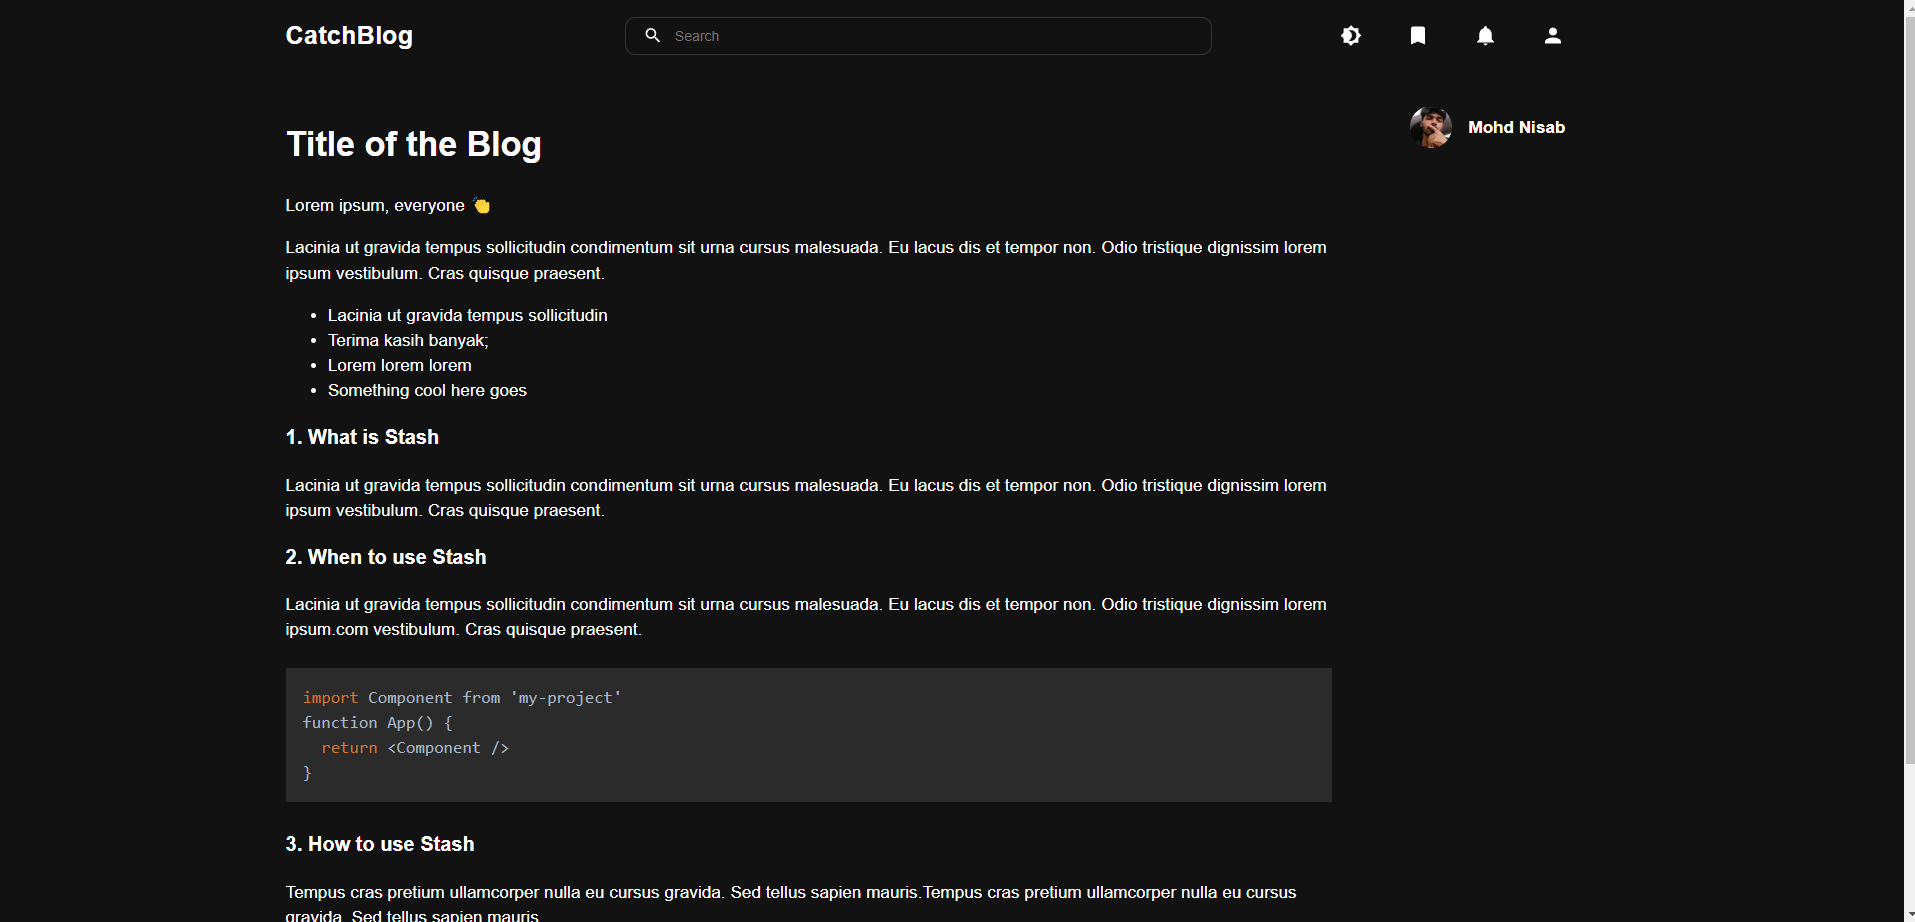 CatchBlog
Search
Mohd Nisab
Title of the Blog
Lorem ipsum, everyone 👏
Lacinia ut gravida tempus sollicitudin condimentum sit urna cursus malesuada. Eu lacus dis et tempor non. Odio tristique dignissim lorem
ipsum vestibulum. Cras quisque praesent.
• Lacinia ut gravida tempus sollicitudin
• Terima kasih banyak;
• Lorem lorem lorem
• Something cool here goes
1. What is Stash
Lacinia ut gravida tempus sollicitudin condimentum sit urna cursus malesuada. Eu lacus dis et tempor non. Odio tristique dignissim lorem
ipsum vestibulum. Cras quisque praesent.
2. When to use Stash
Lacinia ut gravida tempus sollicitudin condimentum sit urna cursus malesuada. Eu lacus dis et tempor non. Odio tristique dignissim lorem
ipsum.com vestibulum. Cras quisque praesent.
import Component from 'my-project'
function App() {
  return <Component />
}
3. How to use Stash
Tempus cras pretium ullamcorper nulla eu cursus gravida. Sed tellus sapien mauris.Tempus cras pretium ullamcorper nulla eu cursus
gravida. Sed tellus sapien mauris